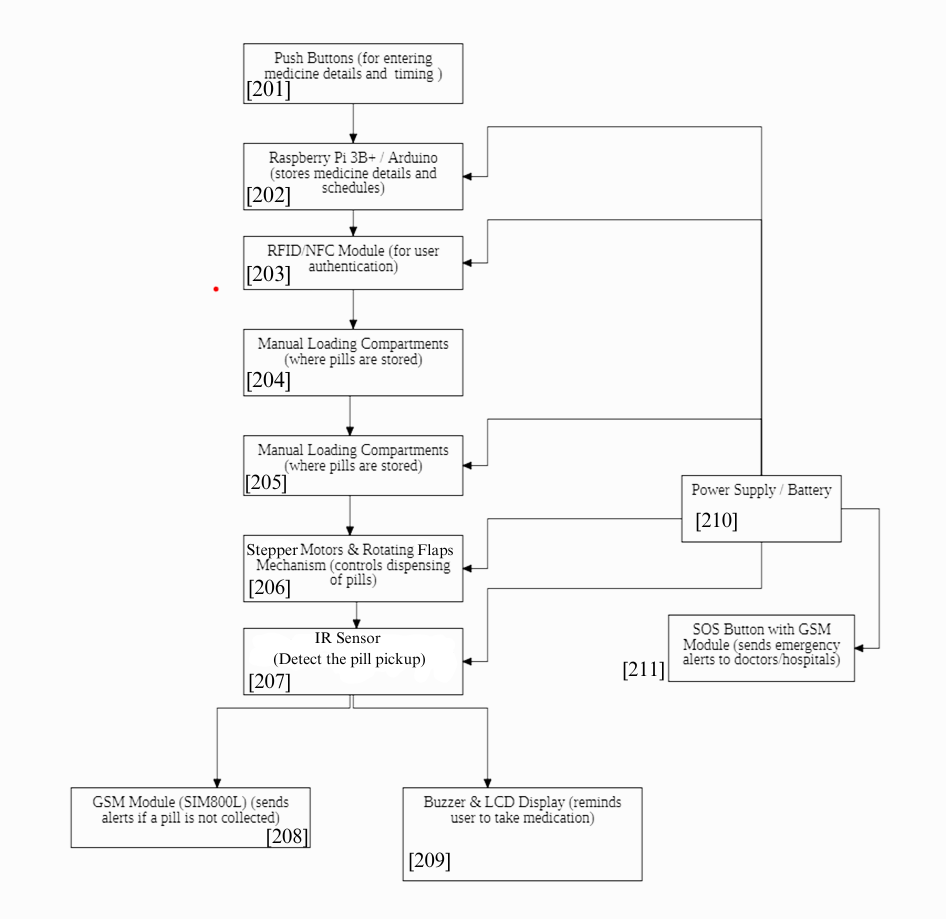 Push Buttons (for entering
medicine details and timing )
[201]
Raspberry Pi 3B+ / Arduino
(stores medicine details and
schedules)
[202]
RFID/NFC Module (for user
authentication)
[203]
Manual Loading Compartments
(where pills are stored)
[204]
Manual Loading Compartments
(where pills are stored)
[205]
Power Supply / Battery
[210]
Stepper Motors & Rotating Flaps
Mechanism (controls dispensing
of pills)
[206]
IR Sensor
(Detect the pill pickup)
[207]
SOS Button with GSM
Module (sends emergency
alerts to doctors/hospitals)
[211]
GSM Module (SIM800L) (sends
alerts if a pill is not collected)
[208]
Buzzer & LCD Display (reminds
user to take medication)
[209]